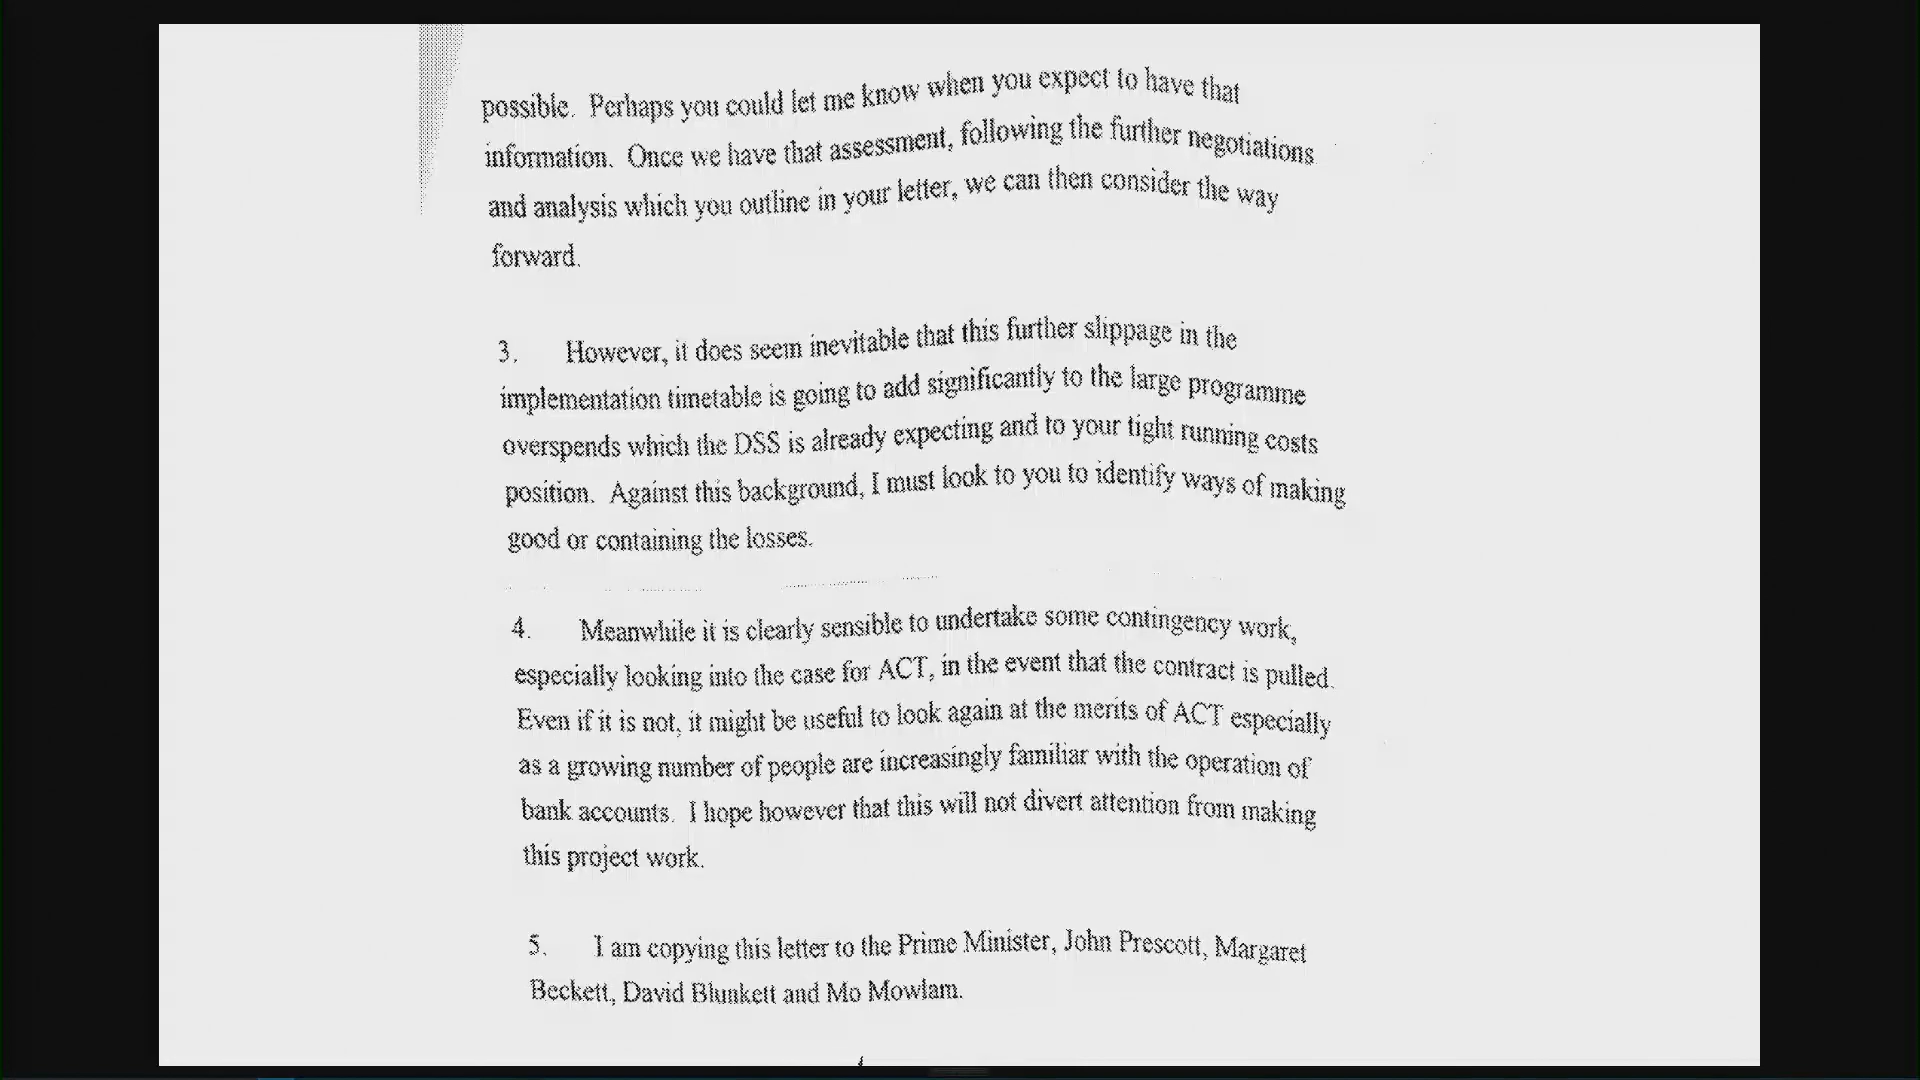 possible. Perhaps you could let me know when you expect to have that
information. Once we have that assessment, following the further negotiations
and analysis which you outline in your letter, we can then consider the way
forward.
3. However, it does seem inevitable that this further slippage in the
implementation timetable is going to add significantly to the large programme
overspends which the DSS is already expecting and to your tight running costs
position. Against this background, I must look to you to identify ways of making
good or containing the losses.
4. Meanwhile it is clearly sensible to undertake some contingency work,
especially looking into the case for ACT, in the event that the contract is pulled.
Even if it is not, it might be useful to look again at the merits of ACT especially
as a growing number of people are increasingly familiar with the operation of
bank accounts. I hope however that this will not divert attention from making
this project work.
5. I am copying this letter to the Prime Minister, John Prescott, Margaret
Beckett, David Blunkett and Mo Mowlam.